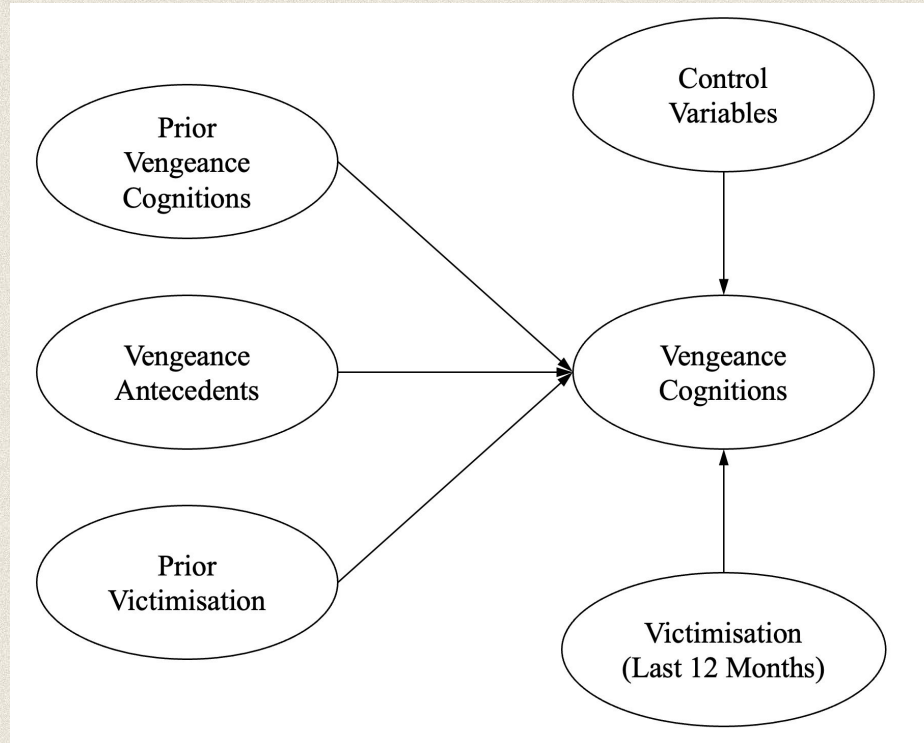 Prior
Vengeance
Cognitions
Vengeance
Antecedents
Prior
Victimisation
Control
Variables
Vengeance
Cognitions
Victimisation
(Last 12 Months)